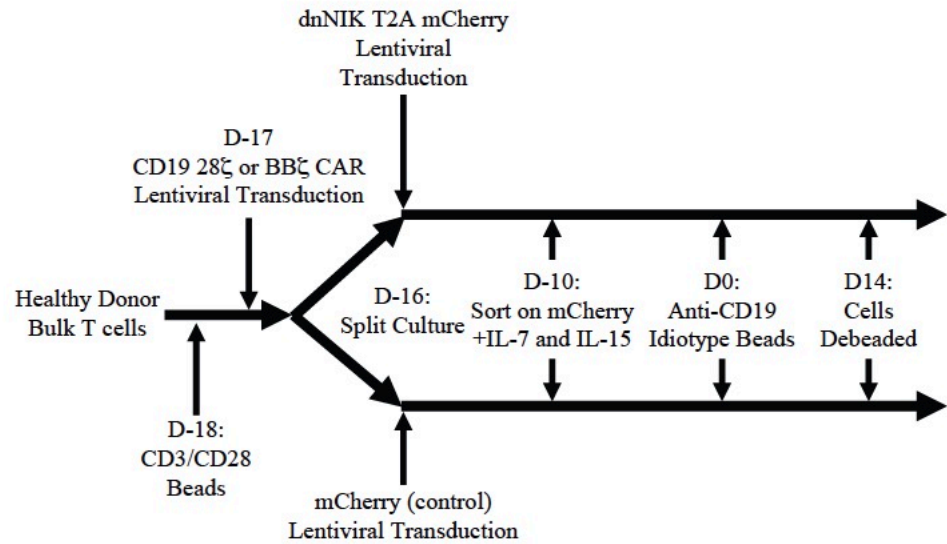 dnNIK T2A mCherry
Lentiviral
Transduction
D-17
CD19 28ζ or BBζ CAR
Lentiviral Transduction
Healthy Donor
Bulk T cells
D-16:
Split Culture
D-10:
Sort on mCherry
+IL-7 and IL-15
D0:
Anti-CD19
Idiotype Beads
D14:
Cells
Debeaded
D-18:
CD3/CD28
Beads
mCherry (control)
Lentiviral Transduction